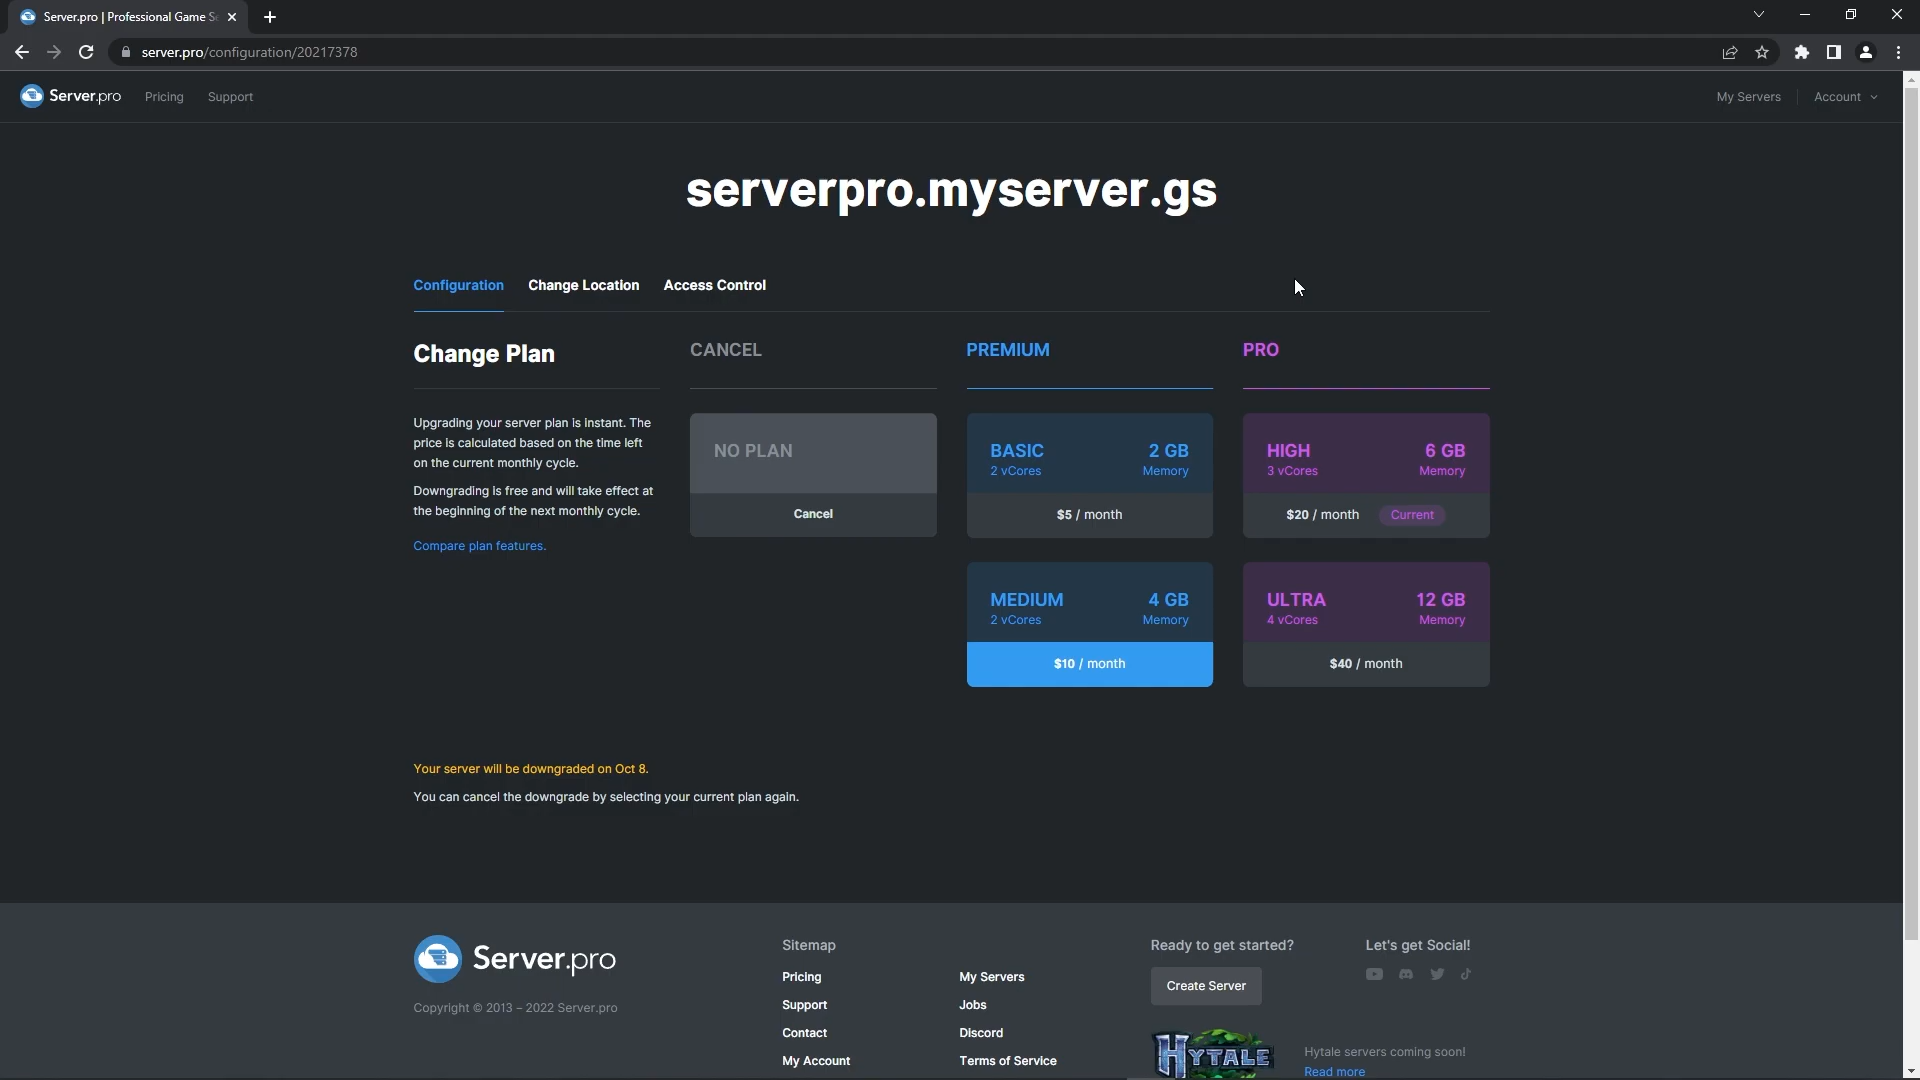 Server.pro | Professional Game S
server.pro/configuration/20217378
Server.pro
Pricing
Support
My Servers
Account
serverpro.myserver.gs
Configuration
Change Location
Access Control
Change Plan
Upgrading your server plan is instant. The
price is calculated based on the time left
on the current monthly cycle.
Downgrading is free and will take effect at
the beginning of the next monthly cycle.
Compare plan features.
CANCEL
NO PLAN
Cancel
PREMIUM
BASIC
2 GB
2 vCores
Memory
$5 / month
MEDIUM
4 GB
2 vCores
Memory
$10 / month
PRO
HIGH
6 GB
3 vCores
Memory
$20 / month
Current
ULTRA
12 GB
4 vCores
Memory
$40 / month
Your server will be downgraded on Oct 8.
You can cancel the downgrade by selecting your current plan again.
Server.pro
Copyright © 2013 – 2022 Server.pro
Sitemap
Pricing
Support
Contact
My Account
My Servers
Jobs
Discord
Terms of Service
Ready to get started?
Create Server
Let's get Social!
HYTALE
Hytale servers coming soon!
Read more